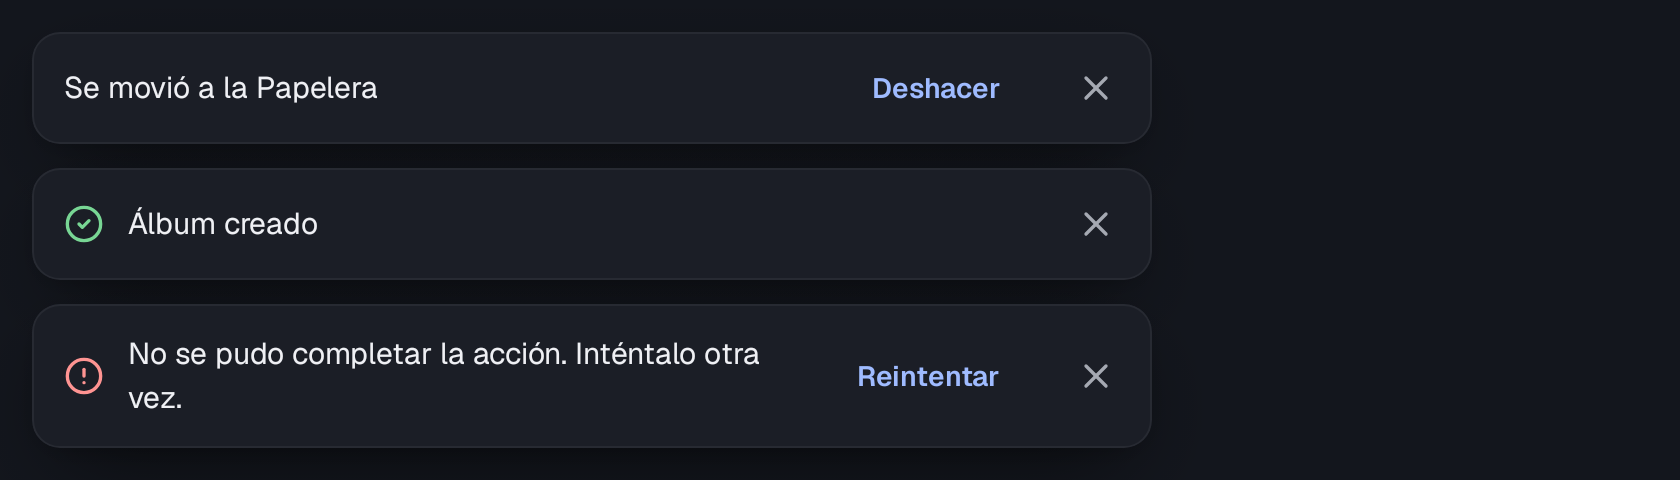 Se movió a la Papelera
Deshacer
Álbum creado
No se pudo completar la acción. Inténtalo otra
vez.
Reintentar